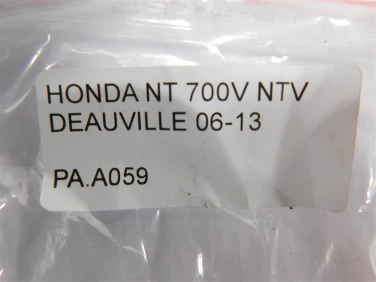 HONDA NT 700V NTV
DEAUVILLE 06-13
PA.A059